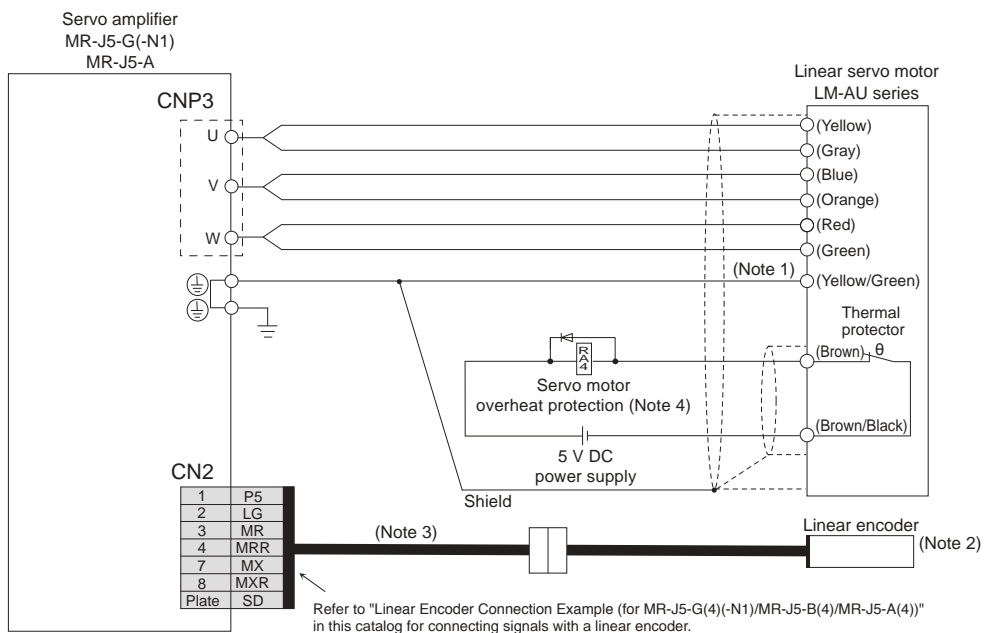 Servo amplifier
MR-J5-G(-N1)
MR-J5-A
Linear servo motor
LM-AU series
CNP3
U
V
W
(Yellow)
(Gray)
(Blue)
(Orange)
(Red)
(Green)
(Note 1)
(Yellow/Green)
Thermal
protector
(Brown)
θ
RA4
Servo motor
overheat protection (Note 4)
(Brown/Black)
5 V DC
power supply
Shield
CN2
1 P5
2 LG
3 MR
4 MRR
7 MX
8 MXR
Plate SD
(Note 3)
Linear encoder
(Note 2)
Refer to "Linear Encoder Connection Example (for MR-J5-G(4)(-N1)/MR-J5-B(4)/MR-J5-A(4))"
in this catalog for connecting signals with a linear encoder.